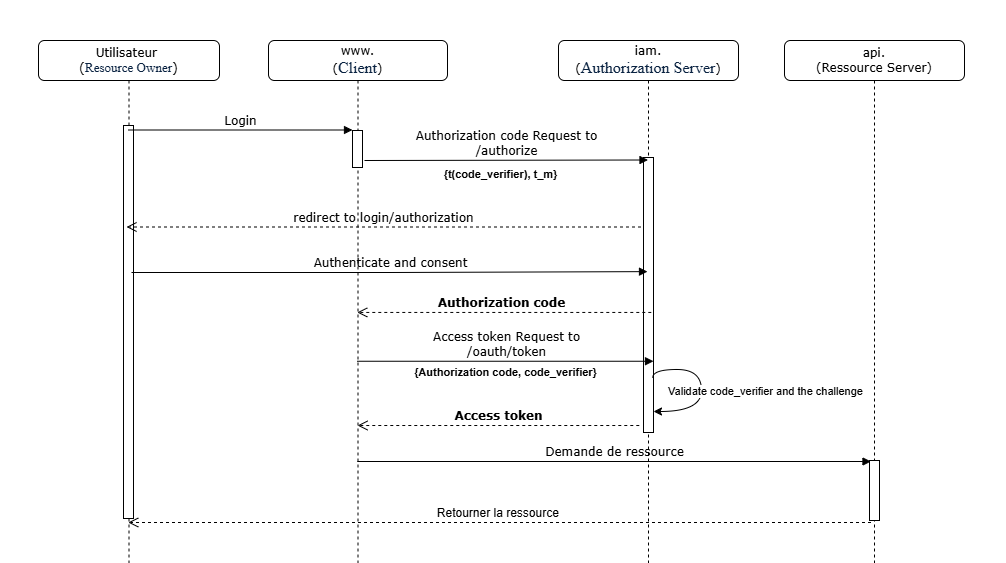 Utilisateur
(Resource Owner)
www.
(Client)
iam.
(Authorization Server)
api.
(Ressource Server)
Login
Authorization code Request to
/authorize
{t(code_verifier), t_m}
redirect to login/authorization
Authenticate and consent
Authorization code
Access token Request to
/oauth/token
{Authorization code, code_verifier}
Validate code_verifier and the challenge
Access token
Demande de ressource
Retourner la ressource